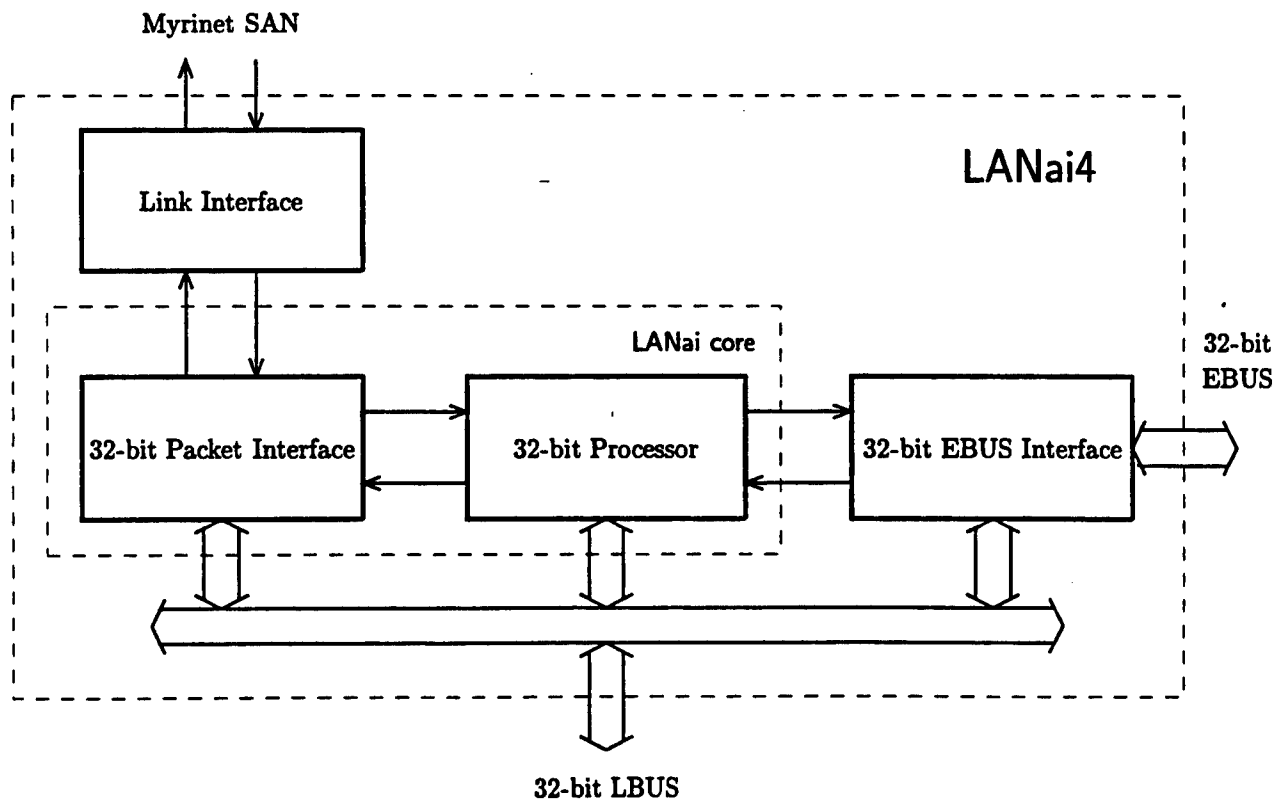 Myrinet SAN
LANai4
Link Interface
LANai core
32-bit
EBUS
32-bit Packet Interface
32-bit Processor
32-bit EBUS Interface
32-bit LBUS